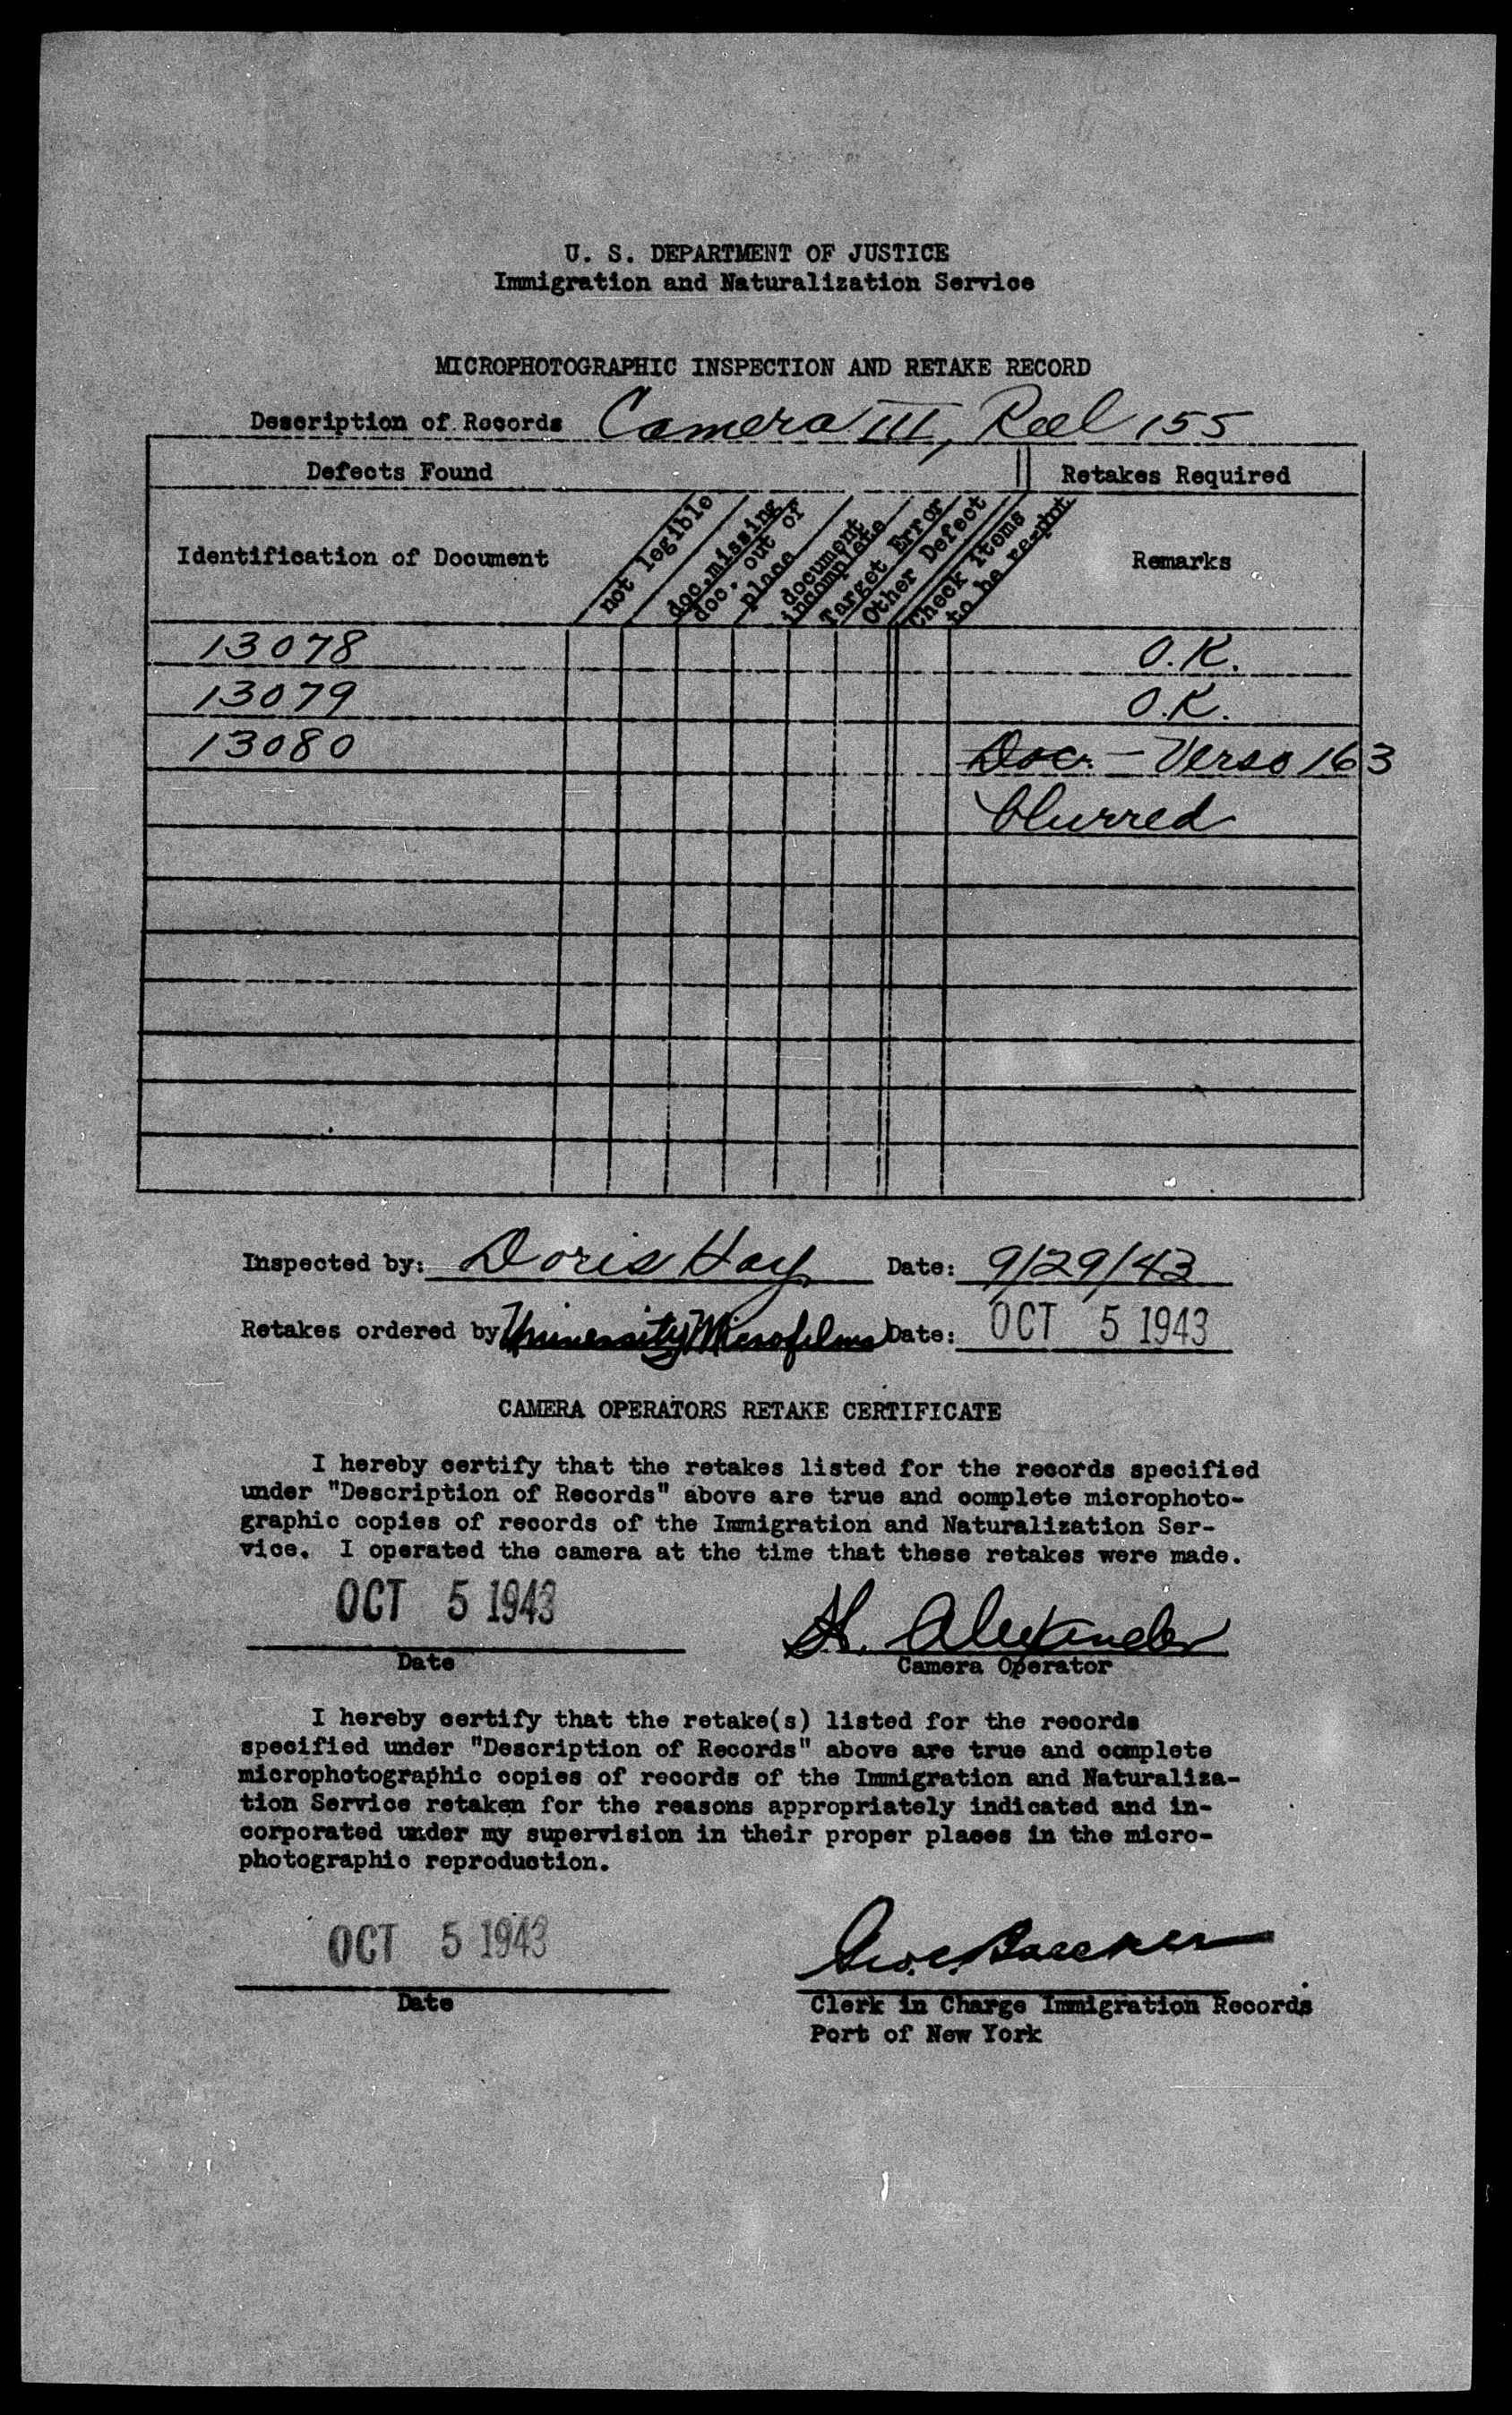 U. S. DEPARTMENT OF JUSTICE
Immigration and Naturalization Service
MICROPHOTOGRAPHIC INSPECTION AND RETAKE RECORD
Description of Records Camera III, Reel 155
Defects Found
Retakes Required
Identification of Document
not legible
doc. missing
doc. out of
place
document
incomplete
Target Error
Other Defect
Check items
to be re-phot
Remarks
13078 O.K.
13079 O.K.
13080 Doc. - Verso 163
blurred
Inspected by: Doris Hay Date: 9/29/43
Retakes ordered by University Microfilms Date: OCT 5 1943
CAMERA OPERATORS RETAKE CERTIFICATE
I hereby certify that the retakes listed for the records specified
under "Description of Records" above are true and complete microphoto-
graphic copies of records of the Immigration and Naturalization Ser-
vice. I operated the camera at the time that these retakes were made.
OCT 5 1943 H. Alexander
Date Camera Operator
I hereby certify that the retake(s) listed for the records
specified under "Description of Records" above are true and complete
microphotographic copies of records of the Immigration and Naturaliza-
tion Service retaken for the reasons appropriately indicated and in-
corporated under my supervision in their proper places in the micro-
photographic reproduction.
OCT 5 1943
Date
Clerk in Charge Immigration Records
Port of New York